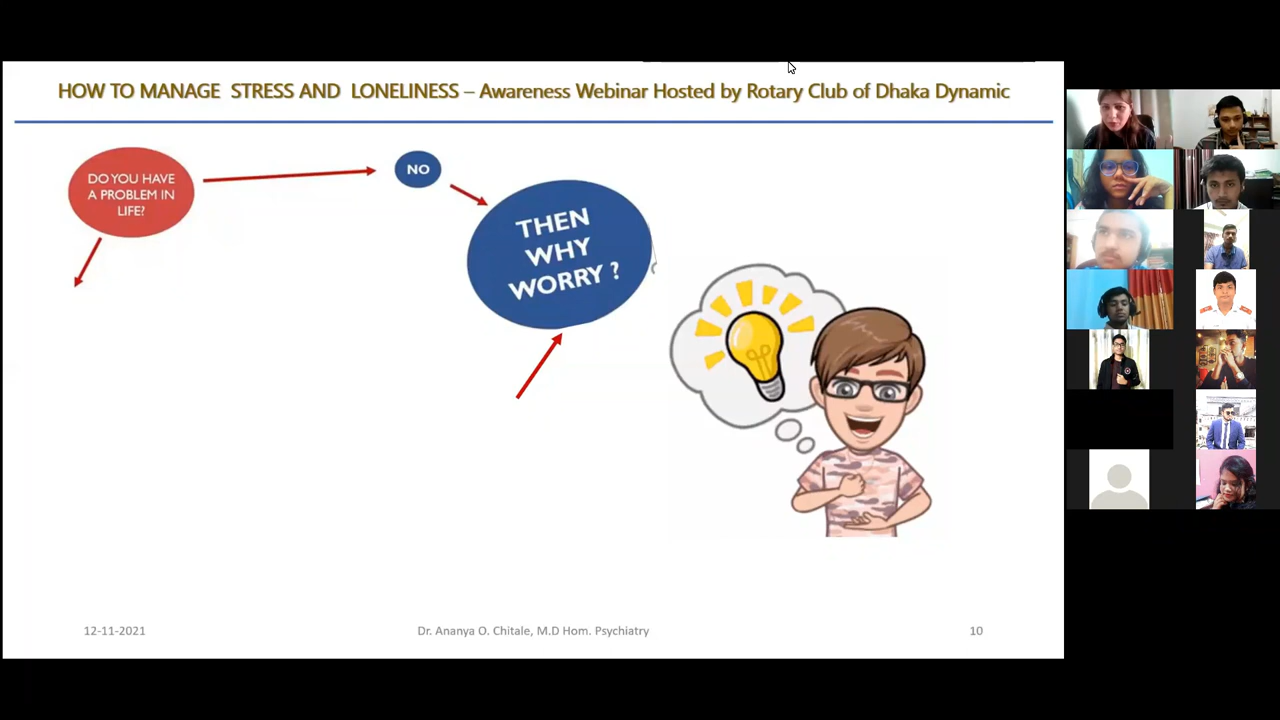 HOW TO MANAGE STRESS AND LONELINESS – Awareness Webinar Hosted by Rotary Club of Dhaka Dynamic
DO YOU HAVE
A PROBLEM IN
LIFE?
NO
THEN
WHY
WORRY ?
12-11-2021
Dr. Ananya O. Chitale, M.D Hom. Psychiatry
10